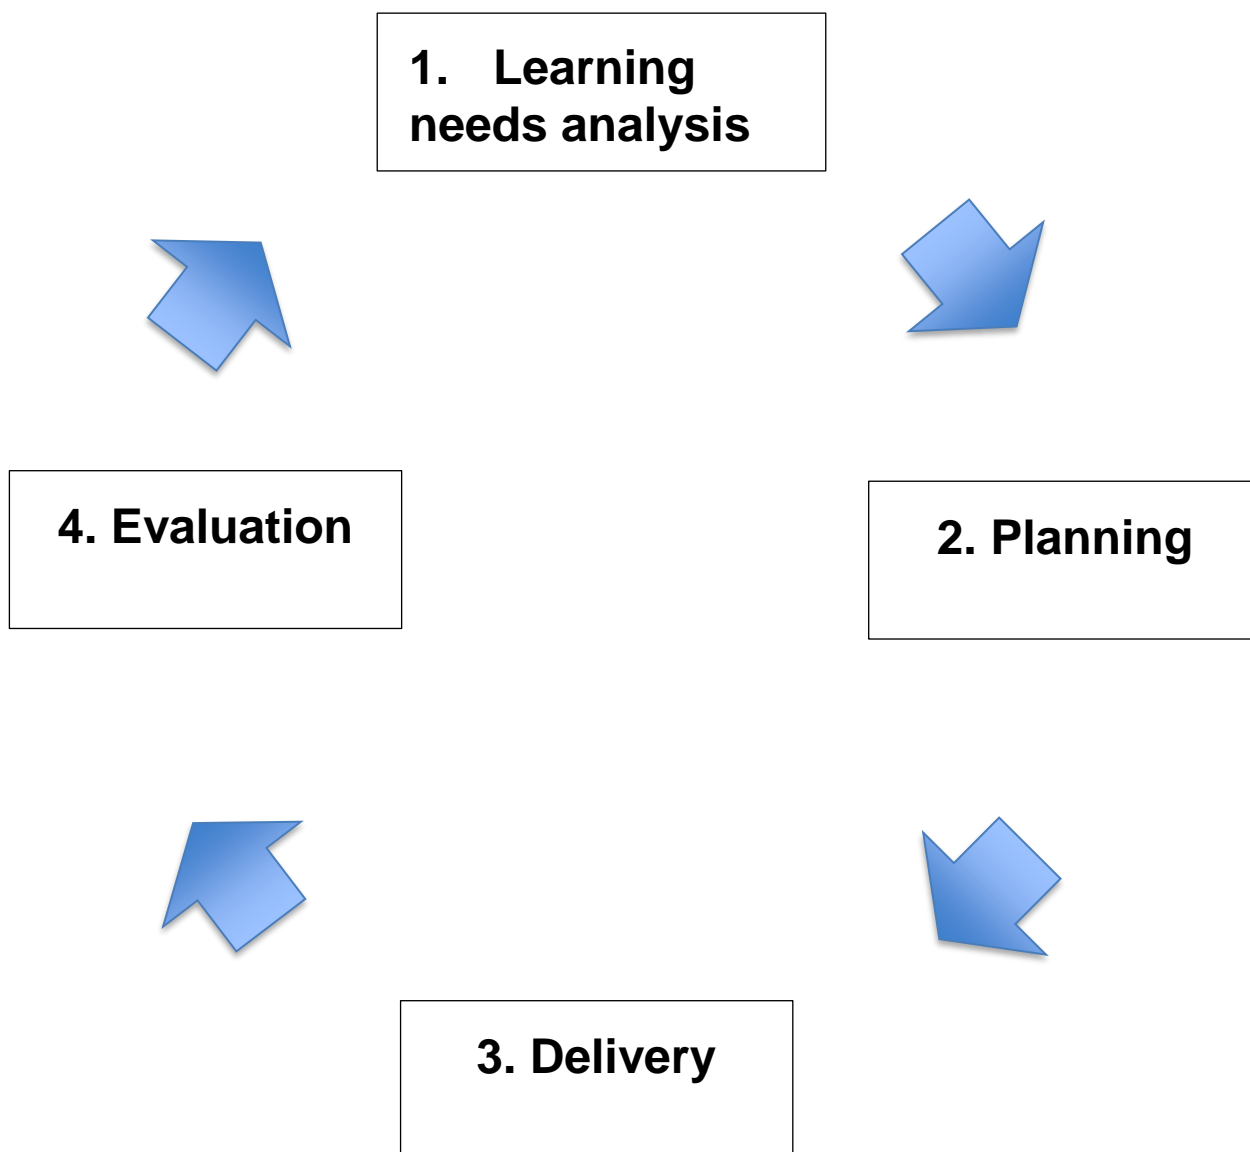 1. Learning
needs analysis
4. Evaluation
2. Planning
3. Delivery